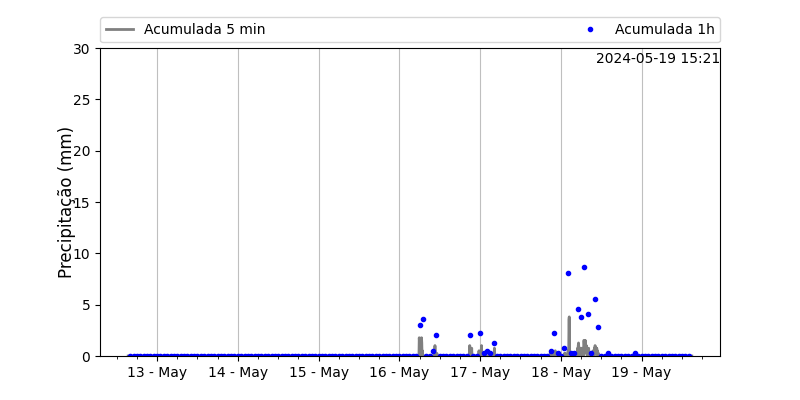 Acumulada 5 min
Acumulada 1h
2024-05-19 15:21
Precipitação (mm)
30
25
20
15
10
5
0
13 - May
14 - May
15 - May
16 - May
17 - May
18 - May
19 - May